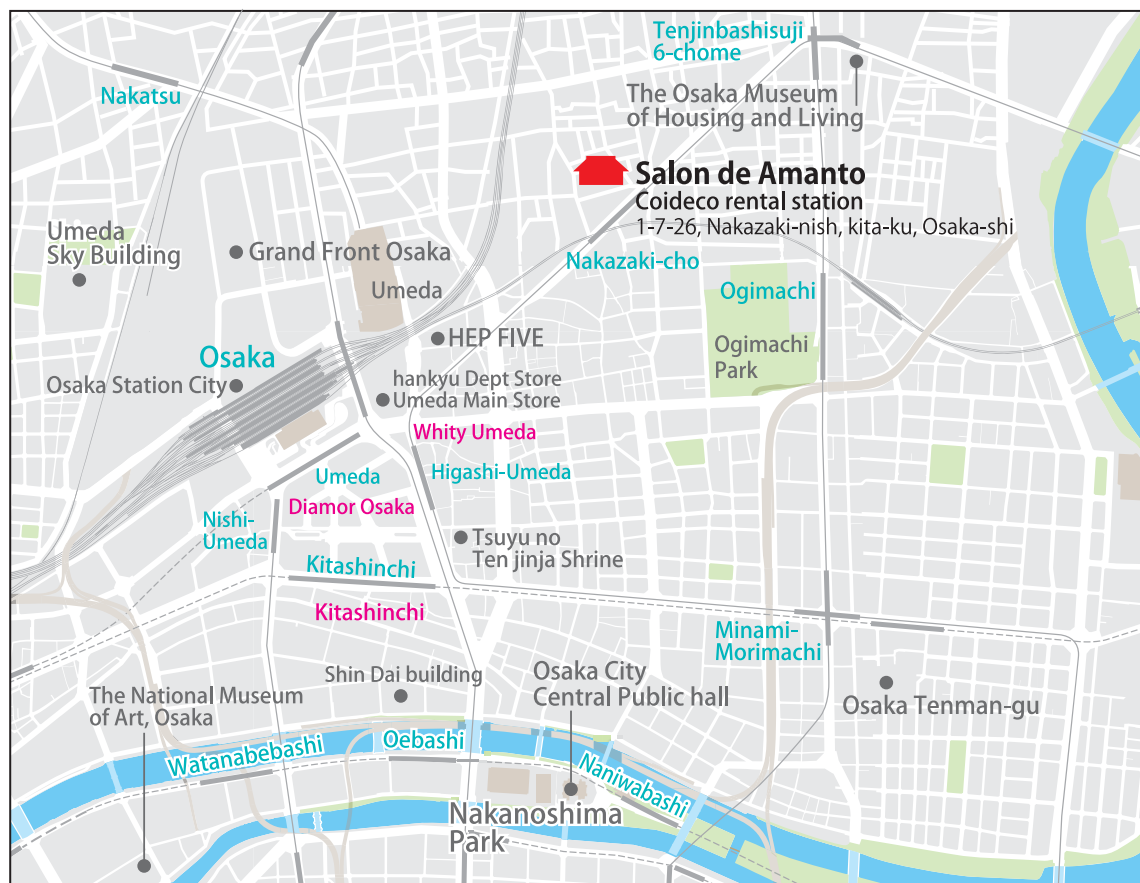 Tenjinbashisuji
6-chome
Nakatsu
The Osaka Museum
of Housing and Living
Salon de Amanto
Coideco rental station
1-7-26, Nakazaki-nish, kita-ku, Osaka-shi
Umeda
Sky Building
Grand Front Osaka
Nakazaki-cho
Umeda
Ogimachi
HEP FIVE
Ogimachi
Park
Osaka
Osaka Station City
hankyu Dept Store
Umeda Main Store
Whity Umeda
Umeda
Higashi-Umeda
Diamor Osaka
Nishi-
Umeda
Tsuyu no
Ten jinja Shrine
Kitashinchi
Kitashinchi
Minami-
Morimachi
Shin Dai building
Osaka City
Central Public hall
The National Museum
of Art, Osaka
Osaka Tenman-gu
Watanabebashi
Oebashi
Naniwabashi
Nakanoshima
Park